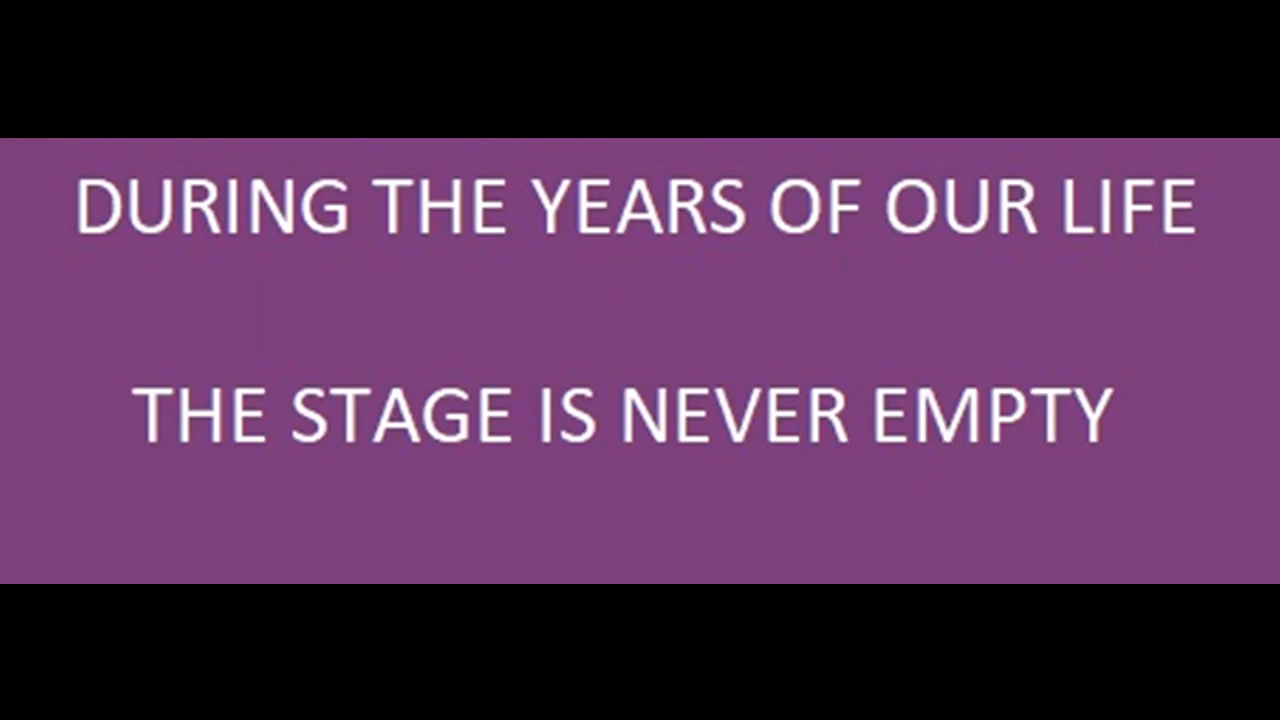 DURING THE YEARS OF OUR LIFE
THE STAGE IS NEVER EMPTY